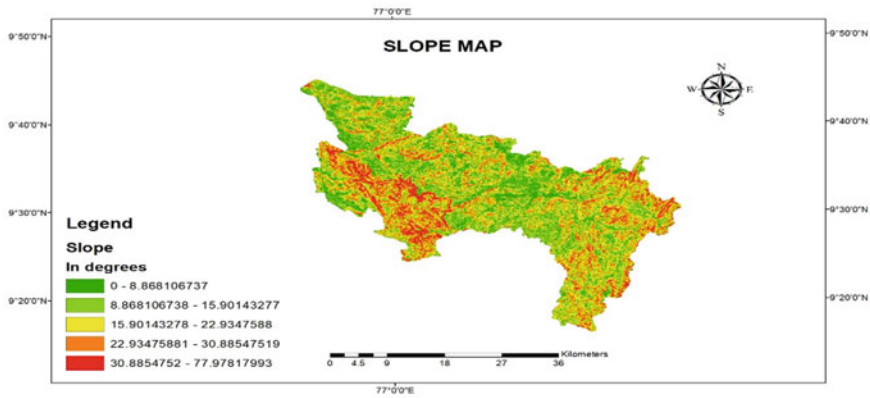 77°0'0"E
9°50'0"N
9°50'0"N
SLOPE MAP
N
W E
S
9°40'0"N
9°40'0"N
9°30'0"N
9°30'0"N
Legend
Slope
In degrees
0 - 8.868106737
8.868106738 - 15.90143277
15.90143278 - 22.9347588
22.93475881 - 30.88547519
30.8854752 - 77.97817993
9°20'0"N
9°20'0"N
Kilometers
0 4.5 9 18 27 36
77°0'0"E